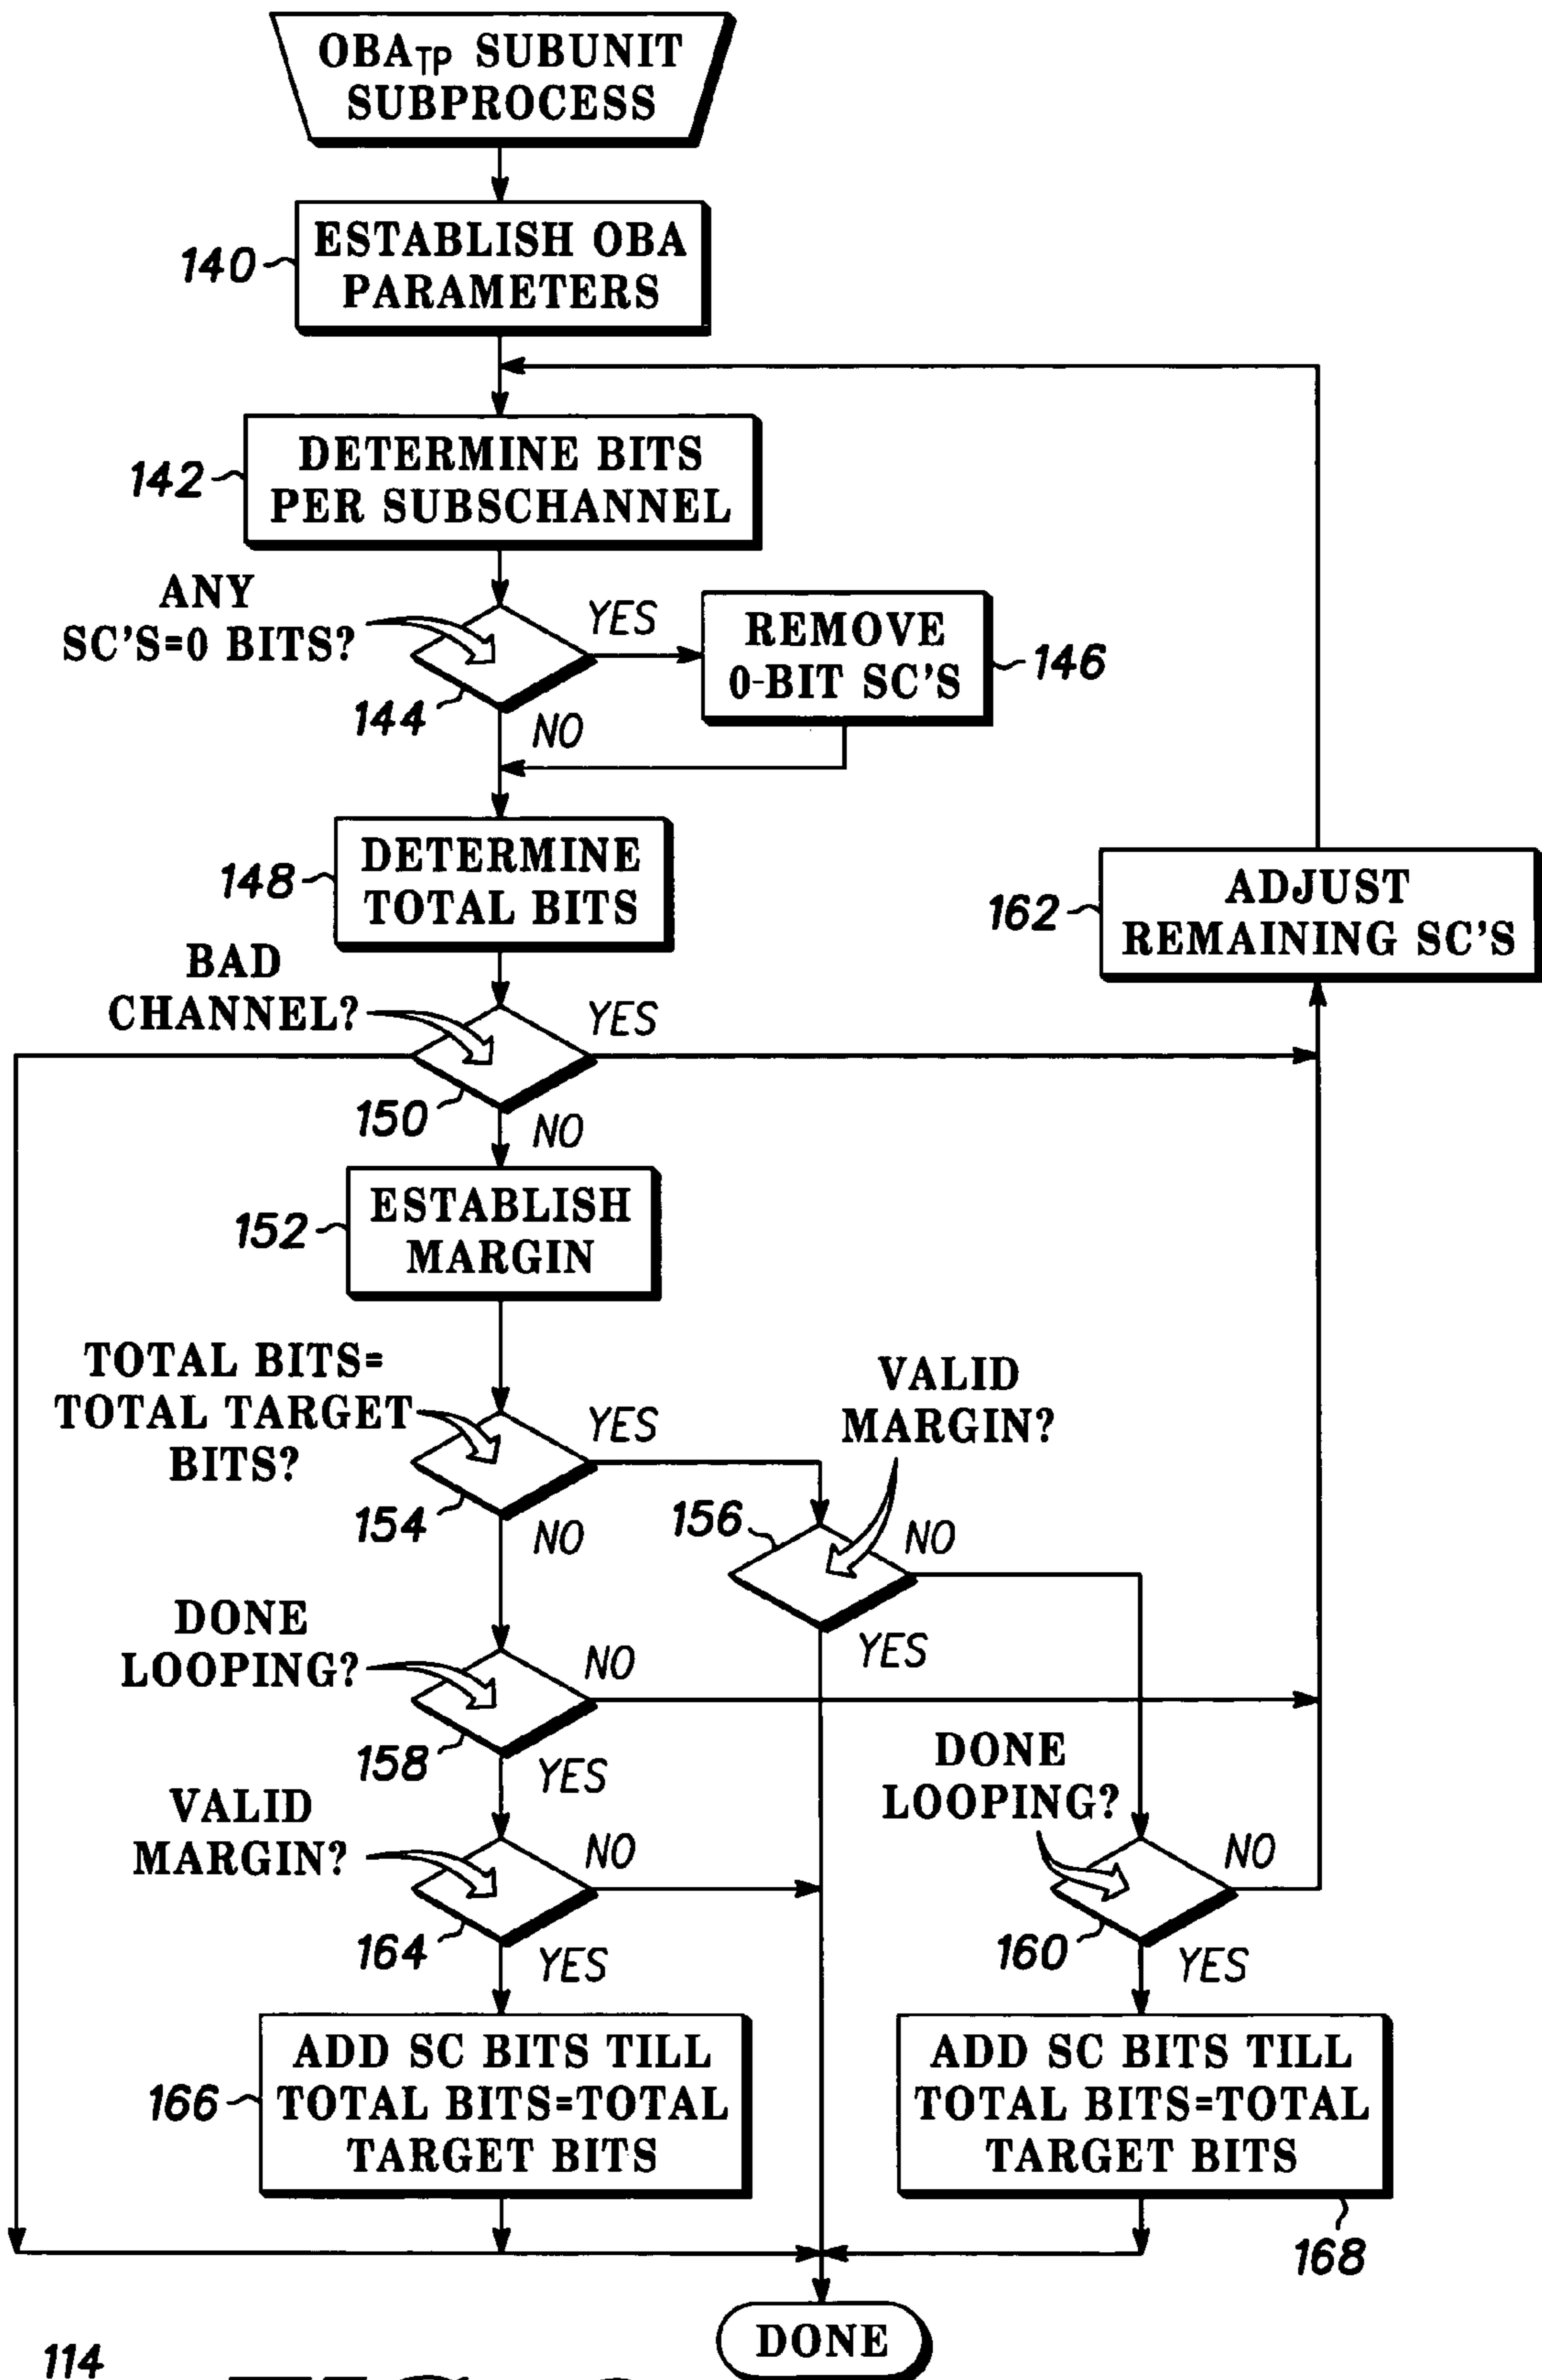 OBATP SUBUNIT
SUBPROCESS
140
ESTABLISH OBA
PARAMETERS
142
DETERMINE BITS
PER SUBSCHANNEL
ANY
SC'S=0 BITS?
144
YES
NO
REMOVE
0-BIT SC'S
146
148
DETERMINE
TOTAL BITS
162
ADJUST
REMAINING SC'S
BAD
CHANNEL?
150
YES
NO
152
ESTABLISH
MARGIN
TOTAL BITS=
TOTAL TARGET
BITS?
154
YES
NO
VALID
MARGIN?
156
NO
YES
DONE
LOOPING?
158
NO
YES
DONE
LOOPING?
160
NO
YES
VALID
MARGIN?
164
NO
YES
166
ADD SC BITS TILL
TOTAL BITS=TOTAL
TARGET BITS
ADD SC BITS TILL
TOTAL BITS=TOTAL
TARGET BITS
168
DONE
114